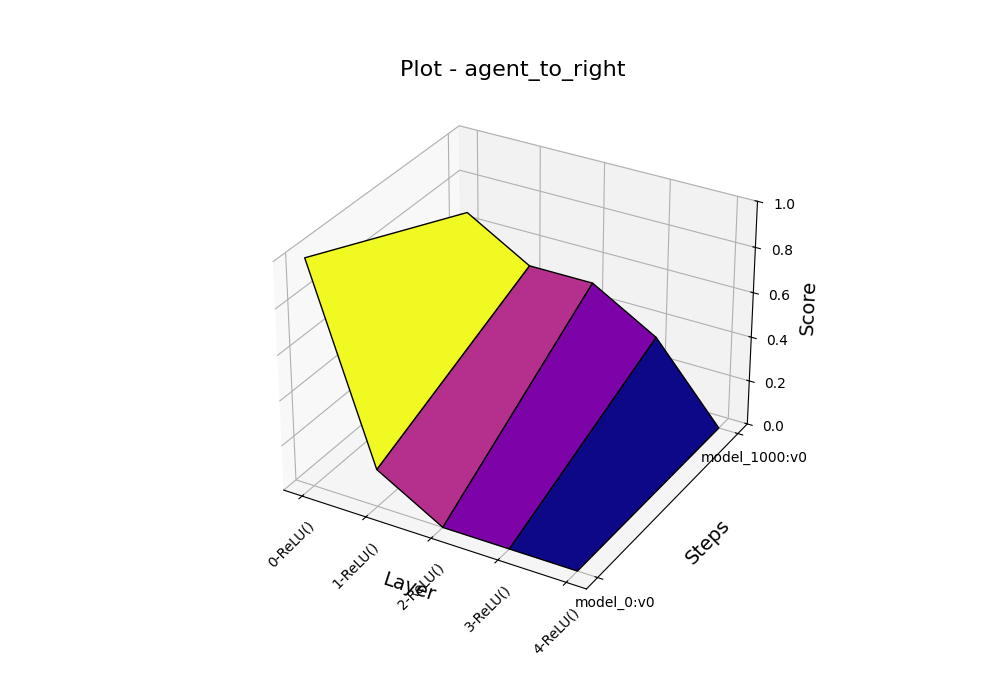 Plot - agent_to_right
1.0
0.8
0.6
0.4
0.2
0.0
Score
model_1000:v0
model_0:v0
Steps
0-ReLU()
1-ReLU()
2-ReLU()
3-ReLU()
4-ReLU()
Layer